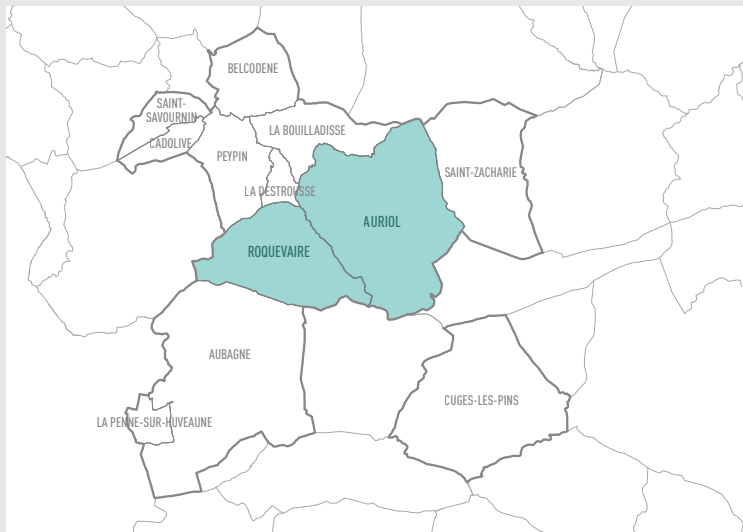 BELCODENE
SAINT-
SAVOURNIN
CADOLIVE
LA BOUILLADISSE
PEYPIN
SAINT-ZACHARIE
LA DESTROUSSE
AURIOL
ROQUEVAIRE
AUBAGNE
CUGES-LES-PINS
LA PENNE-SUR-HUVEAUNE